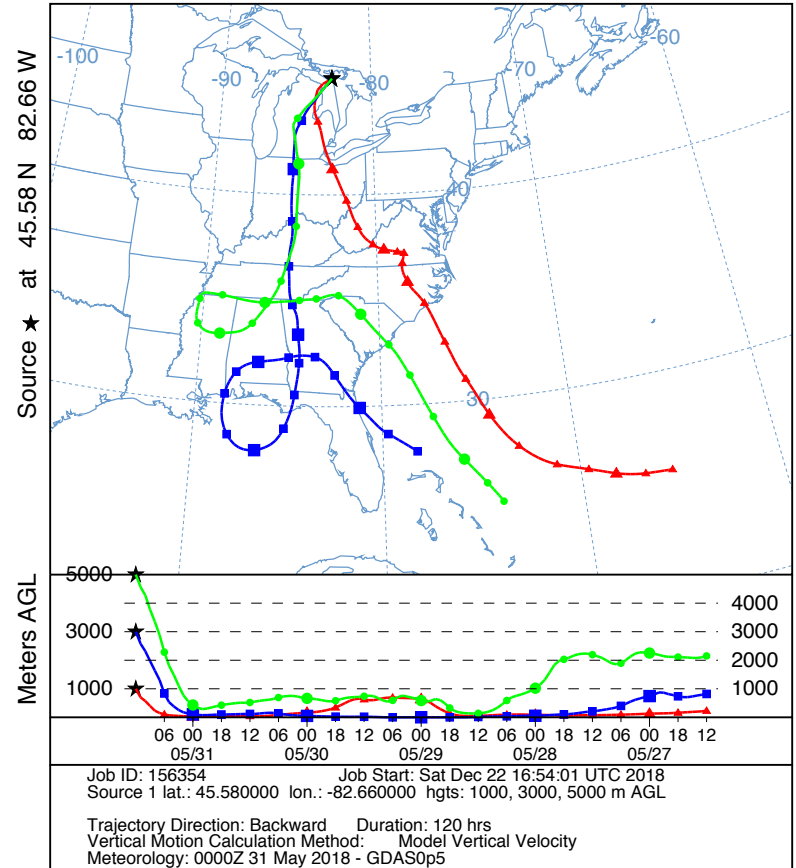 -100
-90
-80
-70
-60
40
30
Source ★ at 45.58 N 82.66 W
Meters AGL
5000
3000
1000
4000
3000
2000
1000
06 00 18 12 06 00 18 12 06 00 18 12 06 00 18 12 06 00 18 12
05/31 05/30 05/29 05/28 05/27
Job ID: 156354 Job Start: Sat Dec 22 16:54:01 UTC 2018
Source 1 lat.: 45.580000 lon.: -82.660000 hgts: 1000, 3000, 5000 m AGL
Trajectory Direction: Backward Duration: 120 hrs
Vertical Motion Calculation Method: Model Vertical Velocity
Meteorology: 0000Z 31 May 2018 - GDAS0p5